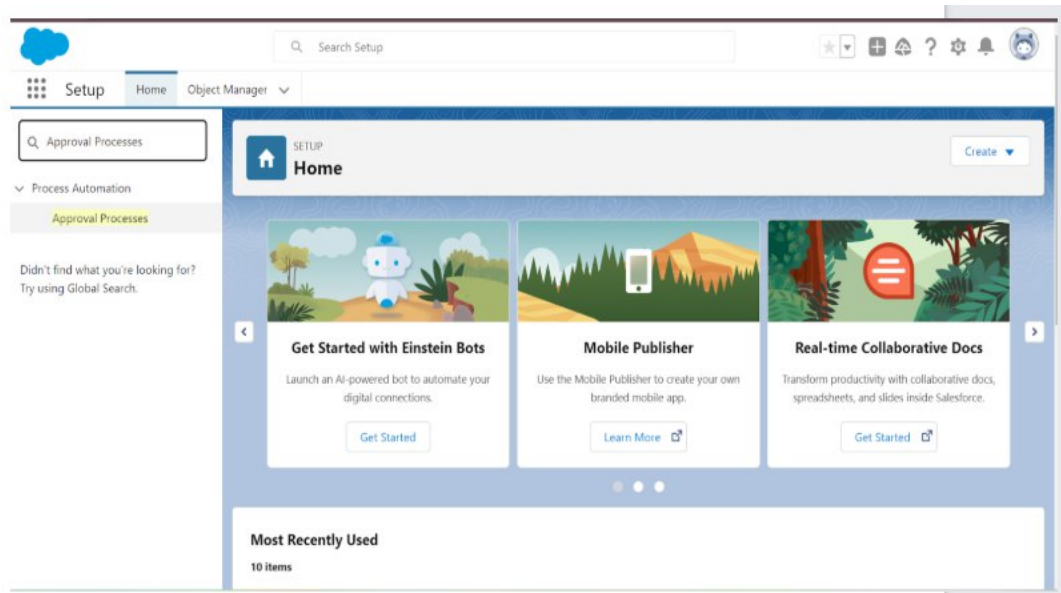 Search Setup
Setup
Home
Object Manager
Approval Processes
Process Automation
Approval Processes
Didn't find what you're looking for?
Try using Global Search.
SETUP
Home
Create
Get Started with Einstein Bots
Launch an AI-powered bot to automate your
digital connections.
Get Started
Mobile Publisher
Use the Mobile Publisher to create your own
branded mobile app.
Learn More
Real-time Collaborative Docs
Transform productivity with collaborative docs,
spreadsheets, and slides inside Salesforce.
Get Started
Most Recently Used
10 items